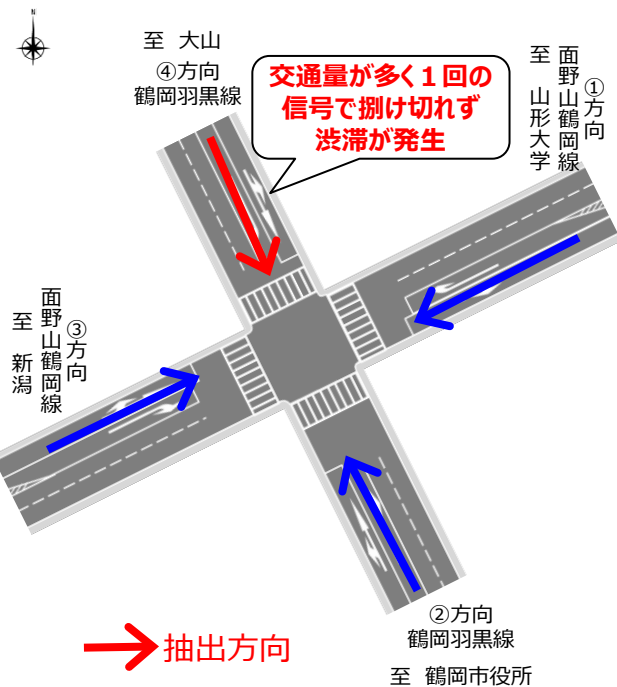 至 大山
④方向
鶴岡羽黒線
交通量が多く１回の
信号で捌け切れず
渋滞が発生
①方向
面野山鶴岡線
至 山形大学
③方向
面野山鶴岡線
至 新潟
②方向
鶴岡羽黒線
至 鶴岡市役所
抽出方向